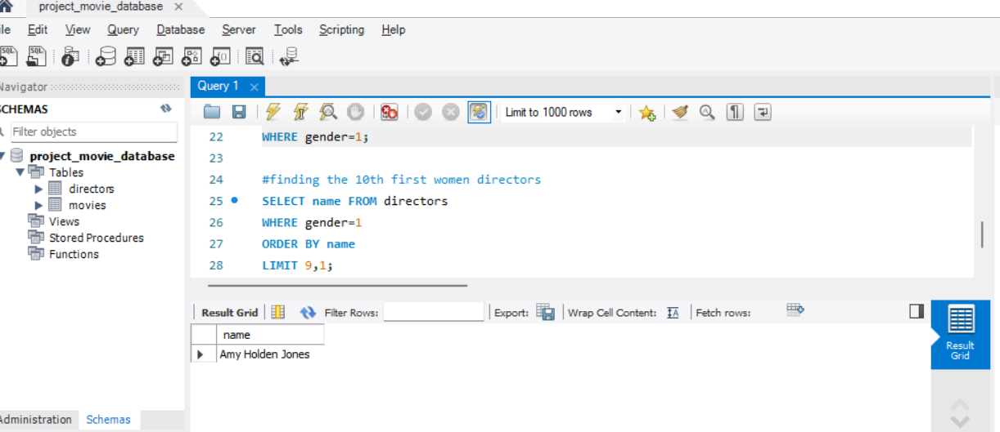 project_movie_database ×
ile Edit View Query Database Server Tools Scripting Help
Navigator
Query 1 ×
SCHEMAS
Filter objects
Limit to 1000 rows
project_movie_database
Tables
directors
movies
Views
Stored Procedures
Functions
22 WHERE gender=1;
23
24 #finding the 10th first women directors
25 SELECT name FROM directors
26 WHERE gender=1
27 ORDER BY name
28 LIMIT 9,1;
Result Grid Filter Rows: Export: Wrap Cell Content: Fetch rows:
name
Amy Holden Jones
Result
Grid
Administration Schemas